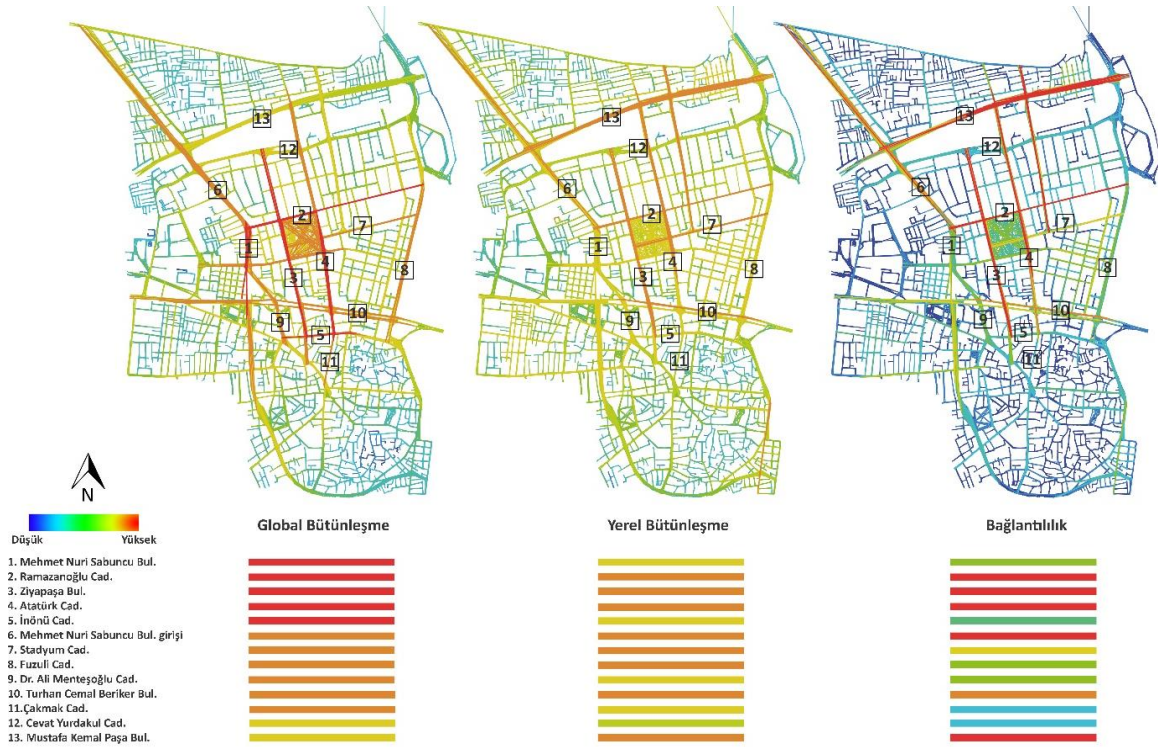 13
12
6
2
7
1
4
3
8
10
9
5
11
13
12
6
2
7
1
4
3
8
10
9
5
11
13
12
6
2
7
1
4
3
8
10
9
5
11
N
Düşük Yüksek
Global Bütünleşme
Yerel Bütünleşme
Bağlantılılık
1. Mehmet Nuri Sabuncu Bul.
2. Ramazanoğlu Cad.
3. Ziyapaşa Bul.
4. Atatürk Cad.
5. İnönü Cad.
6. Mehmet Nuri Sabuncu Bul. girişi
7. Stadyum Cad.
8. Fuzuli Cad.
9. Dr. Ali Menteşoğlu Cad.
10. Turhan Cemal Beriker Bul.
11.Çakmak Cad.
12. Cevat Yurdakul Cad.
13. Mustafa Kemal Paşa Bul.